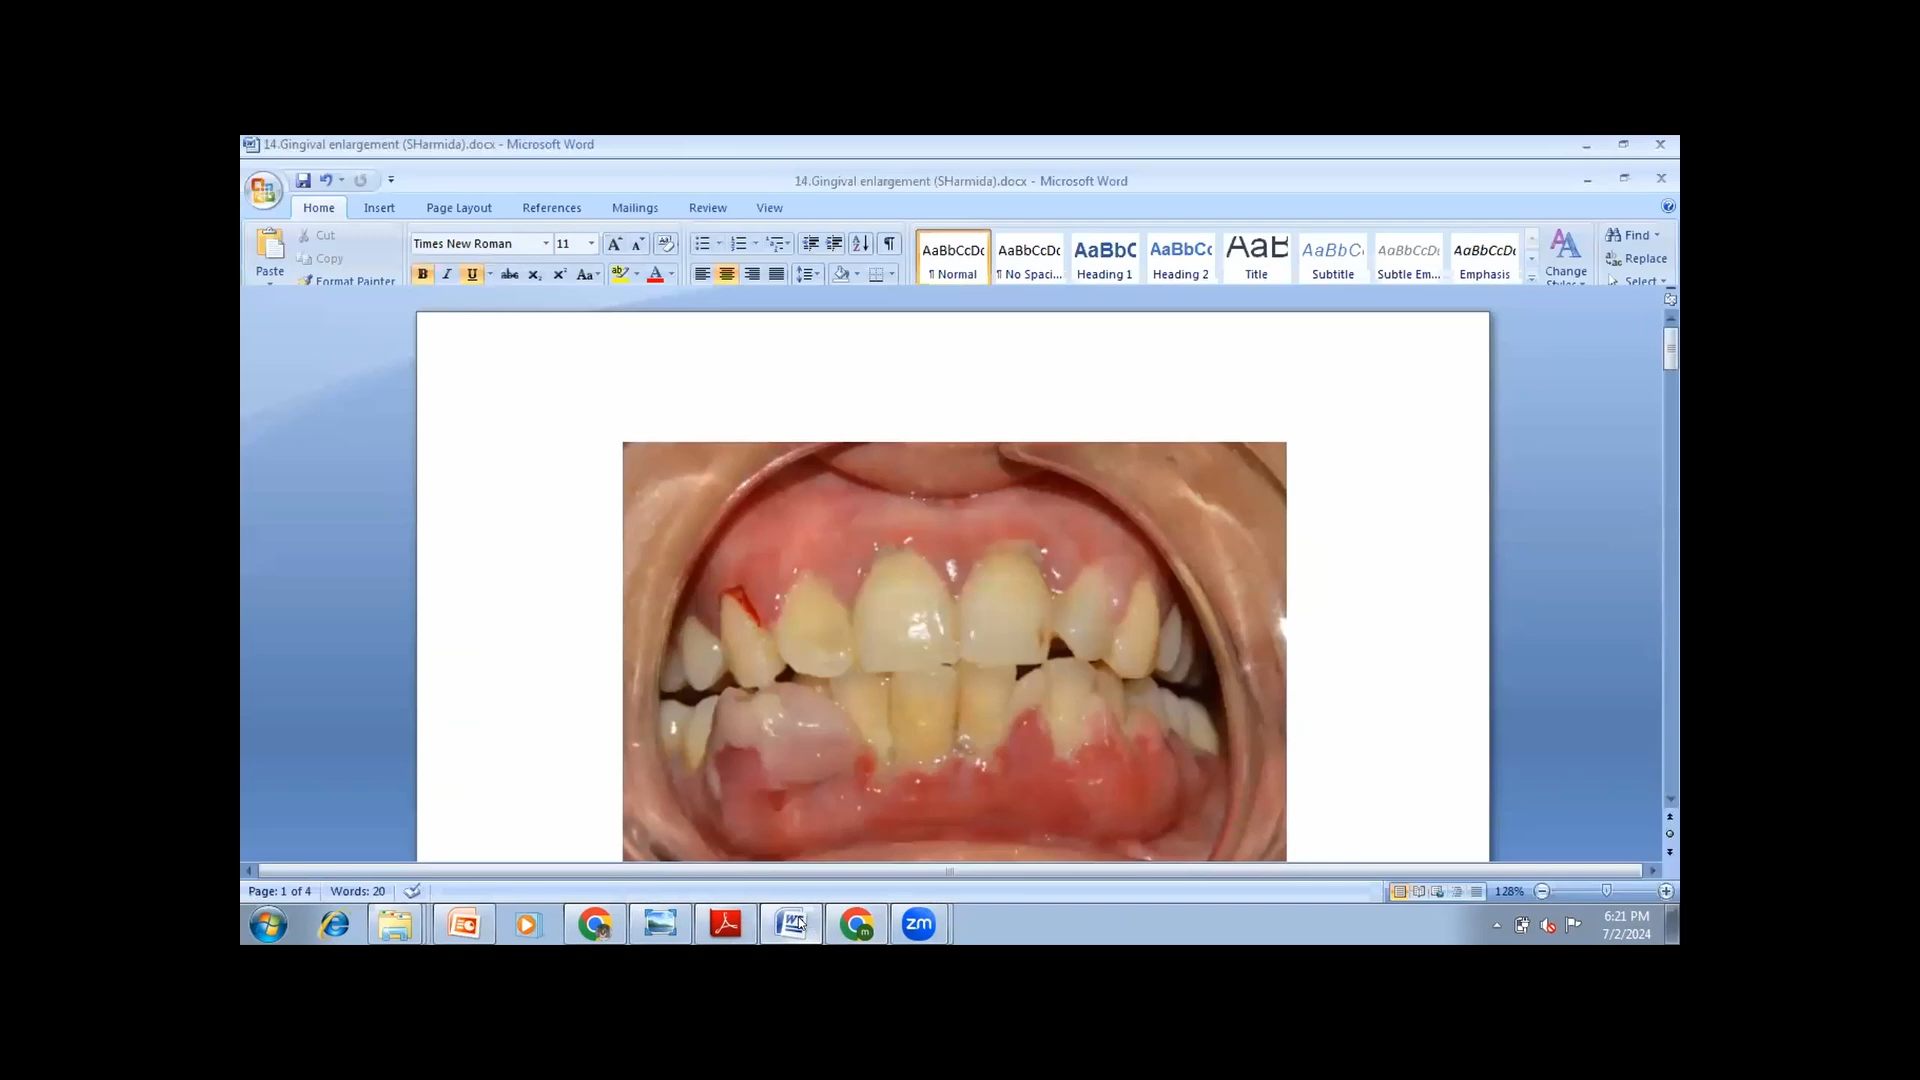 14.Gingival enlargement (SHarmida).docx - Microsoft Word
14.Gingival enlargement (SHarmida).docx - Microsoft Word
Home Insert Page Layout References Mailings Review View
Paste
Cut
Copy
Format Painter
Times New Roman 11
AaBbCcDc AaBbCcDc AaBbC AaBbCc AaB AaBbCc AaBbCcDc AaBbCcDc
¶ Normal ¶ No Spaci... Heading 1 Heading 2 Title Subtitle Subtle Em... Emphasis
Change
Styles
Find
Replace
Select
Page: 1 of 4 Words: 20 128%
zm
6:21 PM
7/2/2024